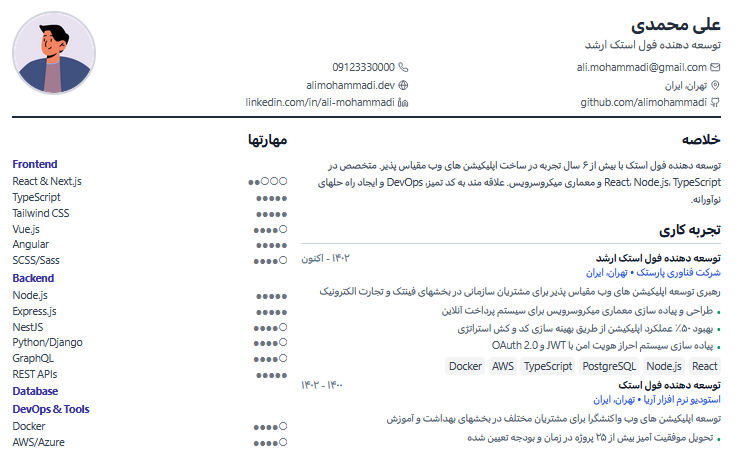 علی محمدی
توسعه دهنده فول استک ارشد
ali.mohammadi@gmail.com
09123330000
تهران، ایران
alimohammadi.dev
github.com/alimohammadi
linkedin.com/in/ali-mohammadi
خلاصه
توسعه دهنده فول استک با بیش از ۶ سال تجربه در ساخت اپلیکیشن های وب مقیاس پذیر. متخصص در
React، Node.js، TypeScript و معماری میکروسرویس. علاقه مند به کد تمیز، DevOps و ایجاد راه حلهای
نوآورانه.
تجربه کاری
توسعه دهنده فول استک ارشد
۱۴۰۲ - اکنون
شرکت فناوری پارستک • تهران، ایران
رهبری توسعه اپلیکیشن های وب مقیاس پذیر برای مشتریان سازمانی در بخشهای فینتک و تجارت الکترونیک
• طراحی و پیاده سازی معماری میکروسرویس برای سیستم پرداخت آنلاین
• بهبود ۵۰٪ عملکرد اپلیکیشن از طریق بهینه سازی کد و کش استراتژی
• پیاده سازی سیستم احراز هویت امن با JWT و OAuth 2.0
React Node.js PostgreSQL TypeScript AWS Docker
توسعه دهنده فول استک
۱۴۰۰ - ۱۴۰۲
استودیو نرم افزار آریا • تهران، ایران
توسعه اپلیکیشن های وب واکنشگرا برای مشتریان مختلف در بخشهای بهداشت و آموزش
• تحویل موفقیت آمیز بیش از ۲۵ پروژه در زمان و بودجه تعیین شده
مهارتها
Frontend
React & Next.js
TypeScript
Tailwind CSS
Vue.js
Angular
SCSS/Sass
Backend
Node.js
Express.js
NestJS
Python/Django
GraphQL
REST APIs
Database
DevOps & Tools
Docker
AWS/Azure